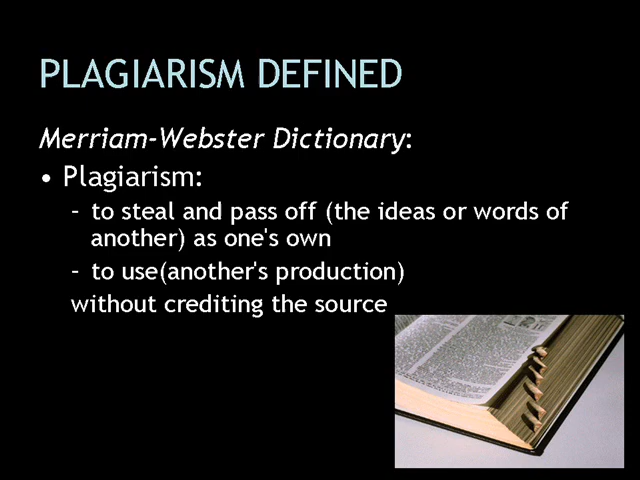 PLAGIARISM DEFINED
Merriam-Webster Dictionary:
• Plagiarism:
– to steal and pass off (the ideas or words of
another) as one's own
– to use(another's production)
without crediting the source